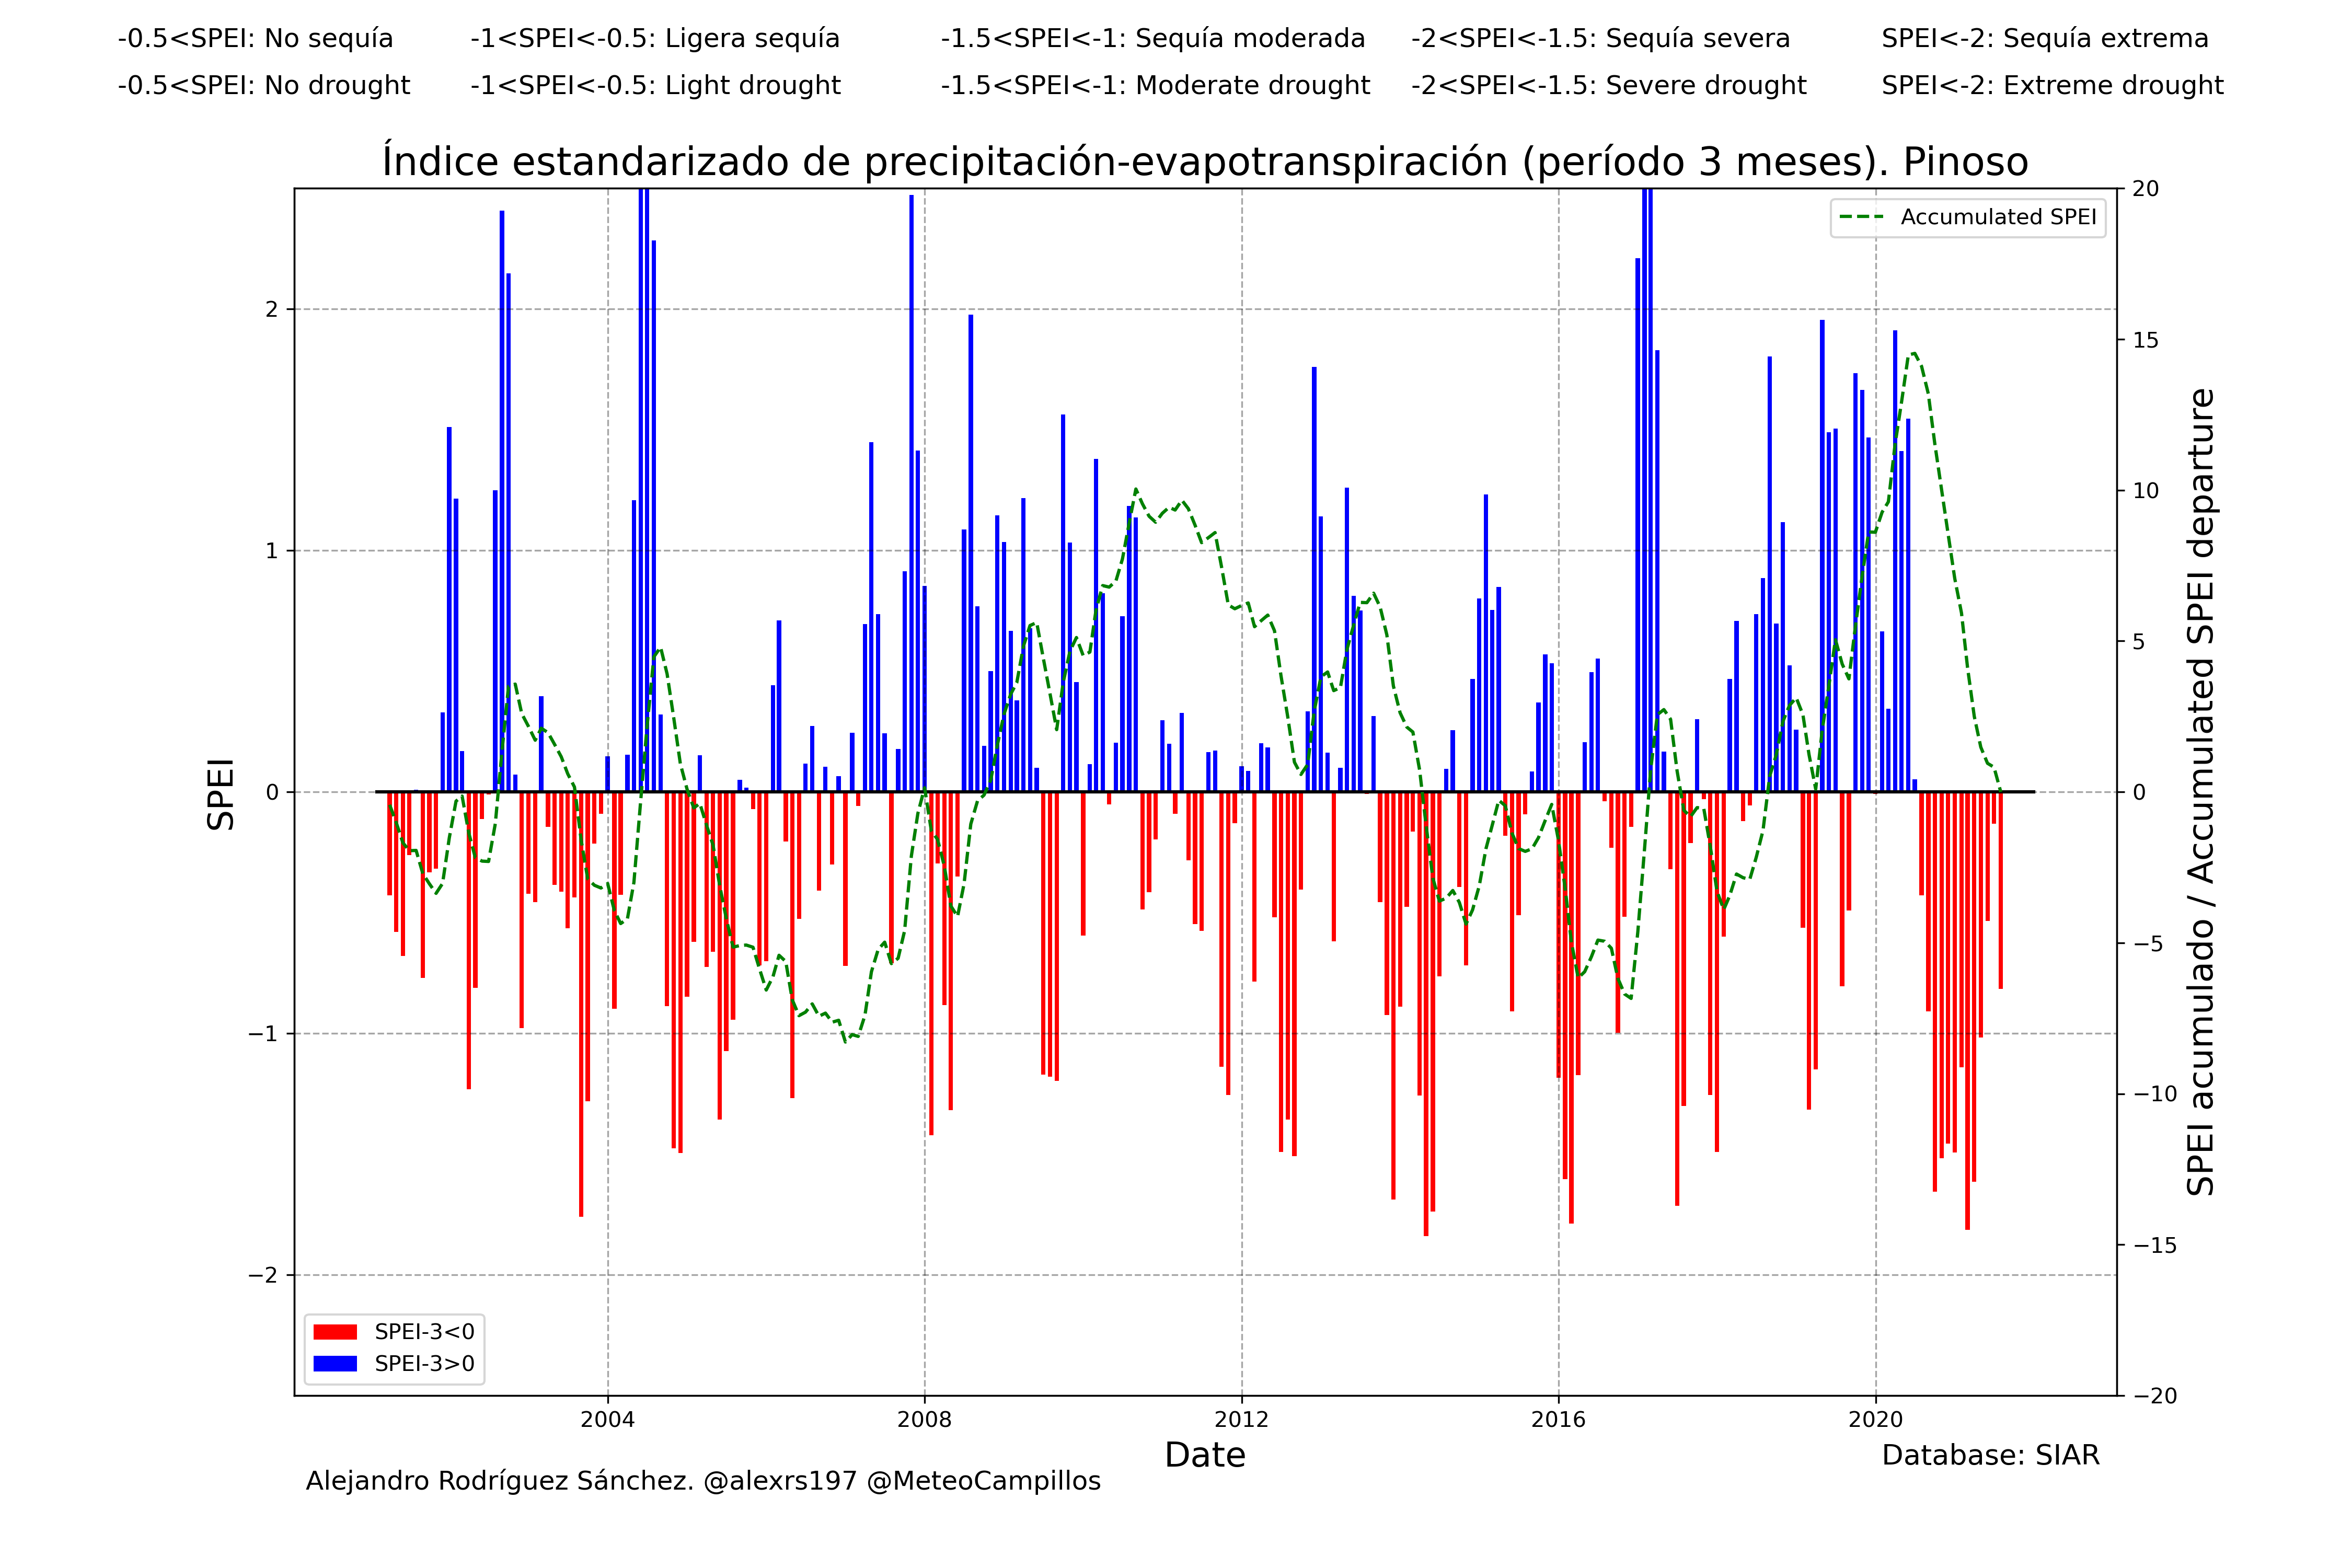 -0.5<SPEI: No sequía -1<SPEI<-0.5: Ligera sequía -1.5<SPEI<-1: Sequía moderada -2<SPEI<-1.5: Sequía severa SPEI<-2: Sequía extrema
-0.5<SPEI: No drought -1<SPEI<-0.5: Light drought -1.5<SPEI<-1: Moderate drought -2<SPEI<-1.5: Severe drought SPEI<-2: Extreme drought
Índice estandarizado de precipitación-evapotranspiración (período 3 meses). Pinoso
Accumulated SPEI
SPEI
2
1
0
−1
−2
20
15
10
5
0
−5
−10
−15
−20
SPEI acumulado / Accumulated SPEI departure
SPEI-3<0
SPEI-3>0
2004 2008 2012 2016 2020
Date
Database: SIAR
Alejandro Rodríguez Sánchez. @alexrs197 @MeteoCampillos